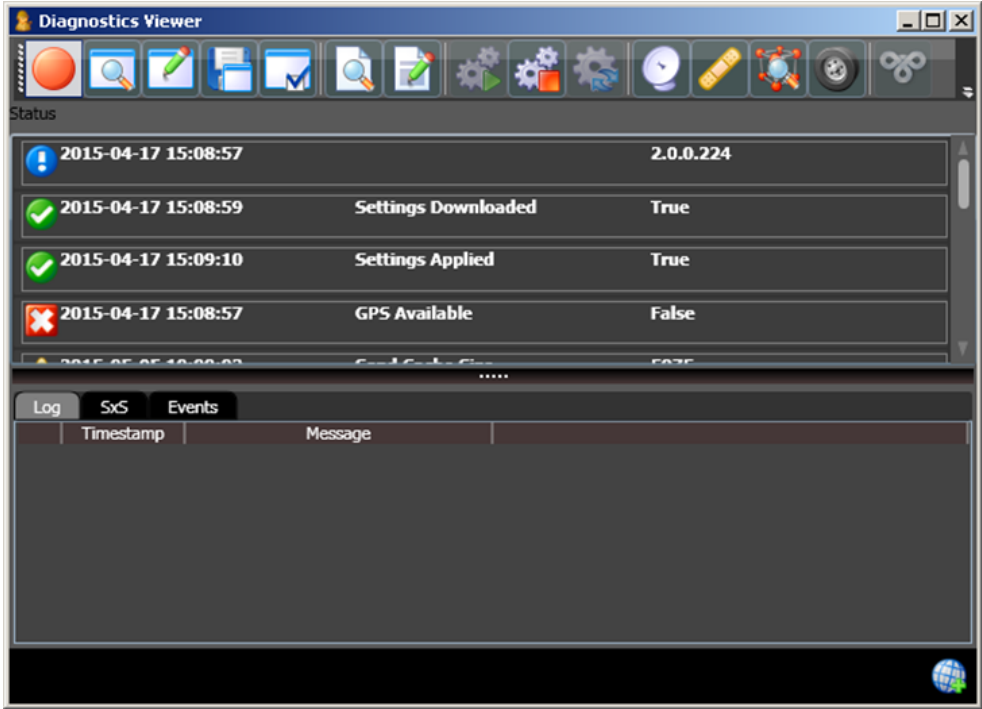 Diagnostics Viewer
Status
2015-04-17 15:08:57 2.0.0.224
2015-04-17 15:08:59 Settings Downloaded True
2015-04-17 15:09:10 Settings Applied True
2015-04-17 15:08:57 GPS Available False
Log SxS Events
Timestamp Message